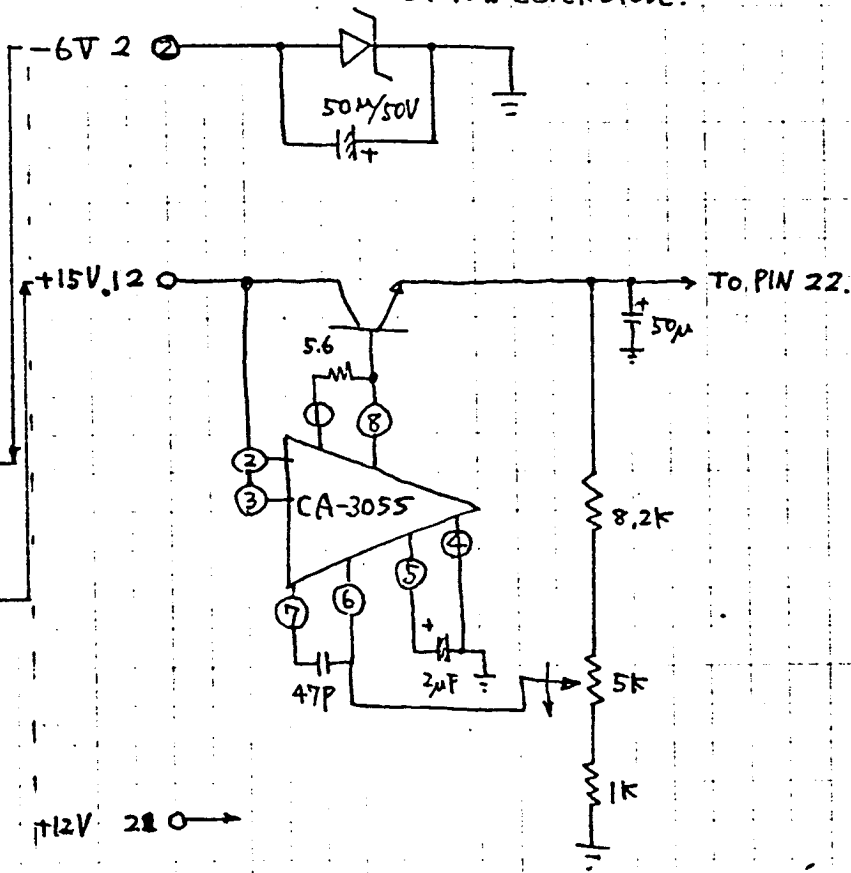 -6V 2 ②
50μ/50V
+
+15V.12
TO PIN 22.
+
50μ
5.6
⑧
②
③
CA-3055
8.2K
④
⑤
⑥
⑦
+
47P
2μF
5K
1K
+12V 21